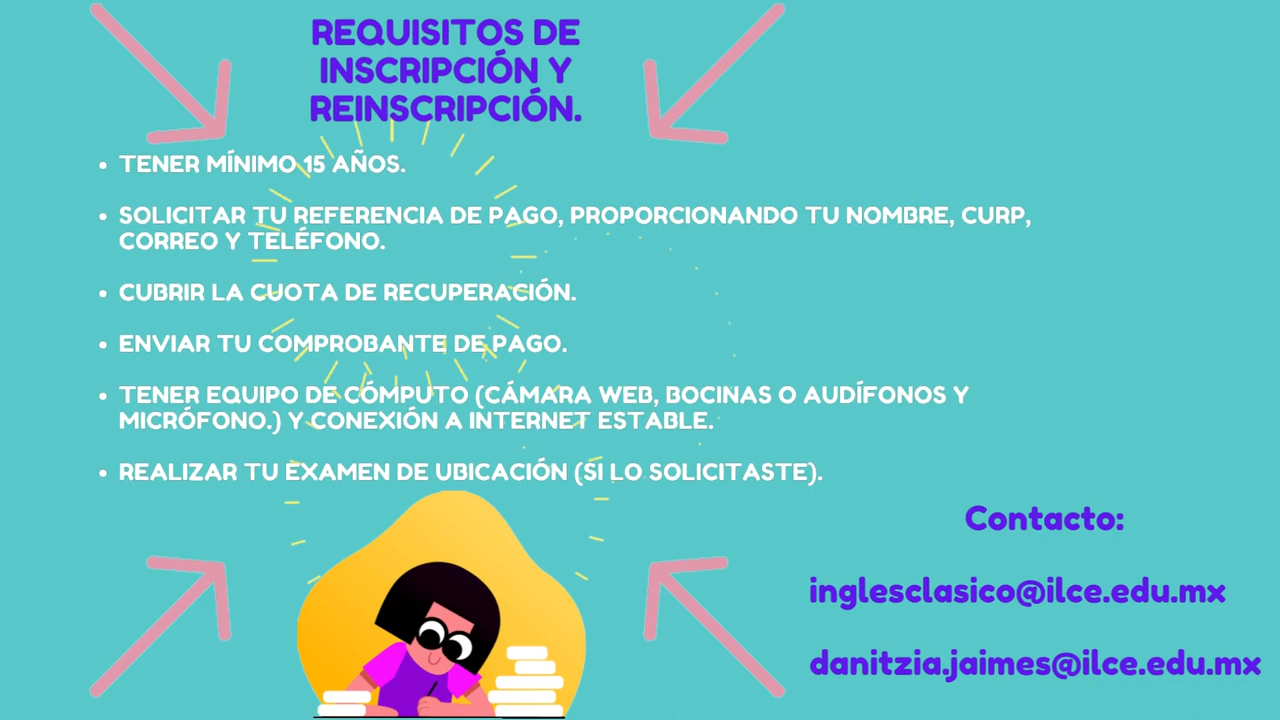 REQUISITOS DE
INSCRIPCIÓN Y
REINSCRIPCIÓN.
• TENER MÍNIMO 15 AÑOS.
• SOLICITAR TU REFERENCIA DE PAGO, PROPORCIONANDO TU NOMBRE, CURP,
CORREO Y TELÉFONO.
• CUBRIR LA CUOTA DE RECUPERACIÓN.
• ENVIAR TU COMPROBANTE DE PAGO.
• TENER EQUIPO DE CÓMPUTO (CÁMARA WEB, BOCINAS O AUDÍFONOS Y
MICRÓFONO.) Y CONEXIÓN A INTERNET ESTABLE.
• REALIZAR TU EXAMEN DE UBICACIÓN (SI LO SOLICITASTE).
Contacto:
inglesclasico@ilce.edu.mx
danitzia.jaimes@ilce.edu.mx